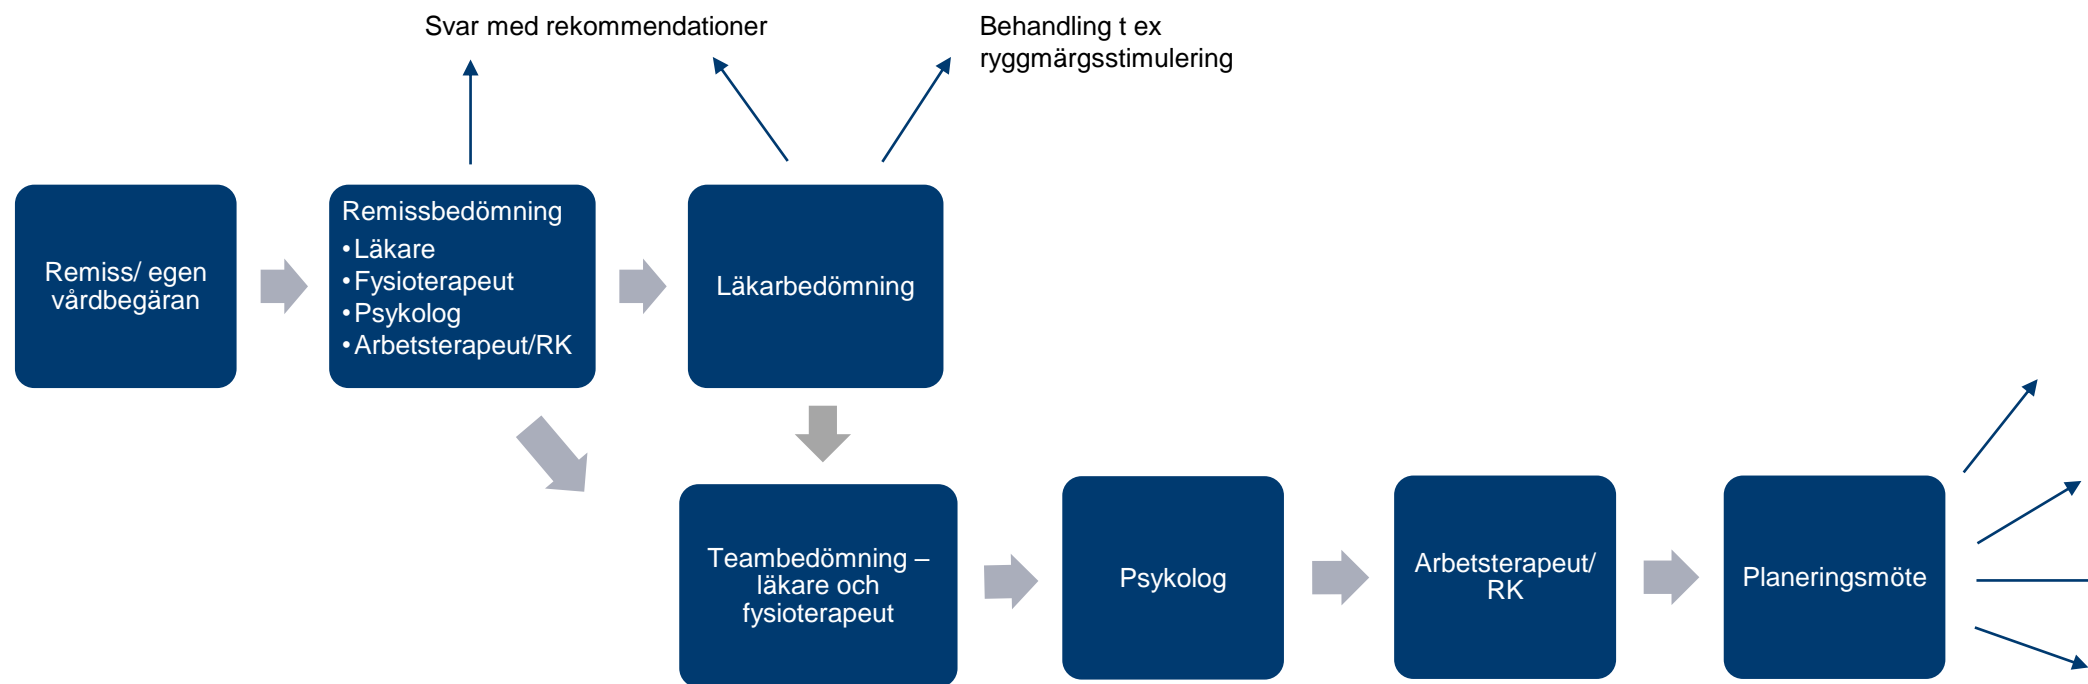 Svar med rekommendationer
Behandling t ex
ryggmärgsstimulering
Remiss/ egen
vårdbegäran
Remissbedömning
•Läkare
•Fysioterapeut
•Psykolog
•Arbetsterapeut/RK
Läkarbedömning
Teambedömning –
läkare och
fysioterapeut
Psykolog
Arbetsterapeut/
RK
Planeringsmöte